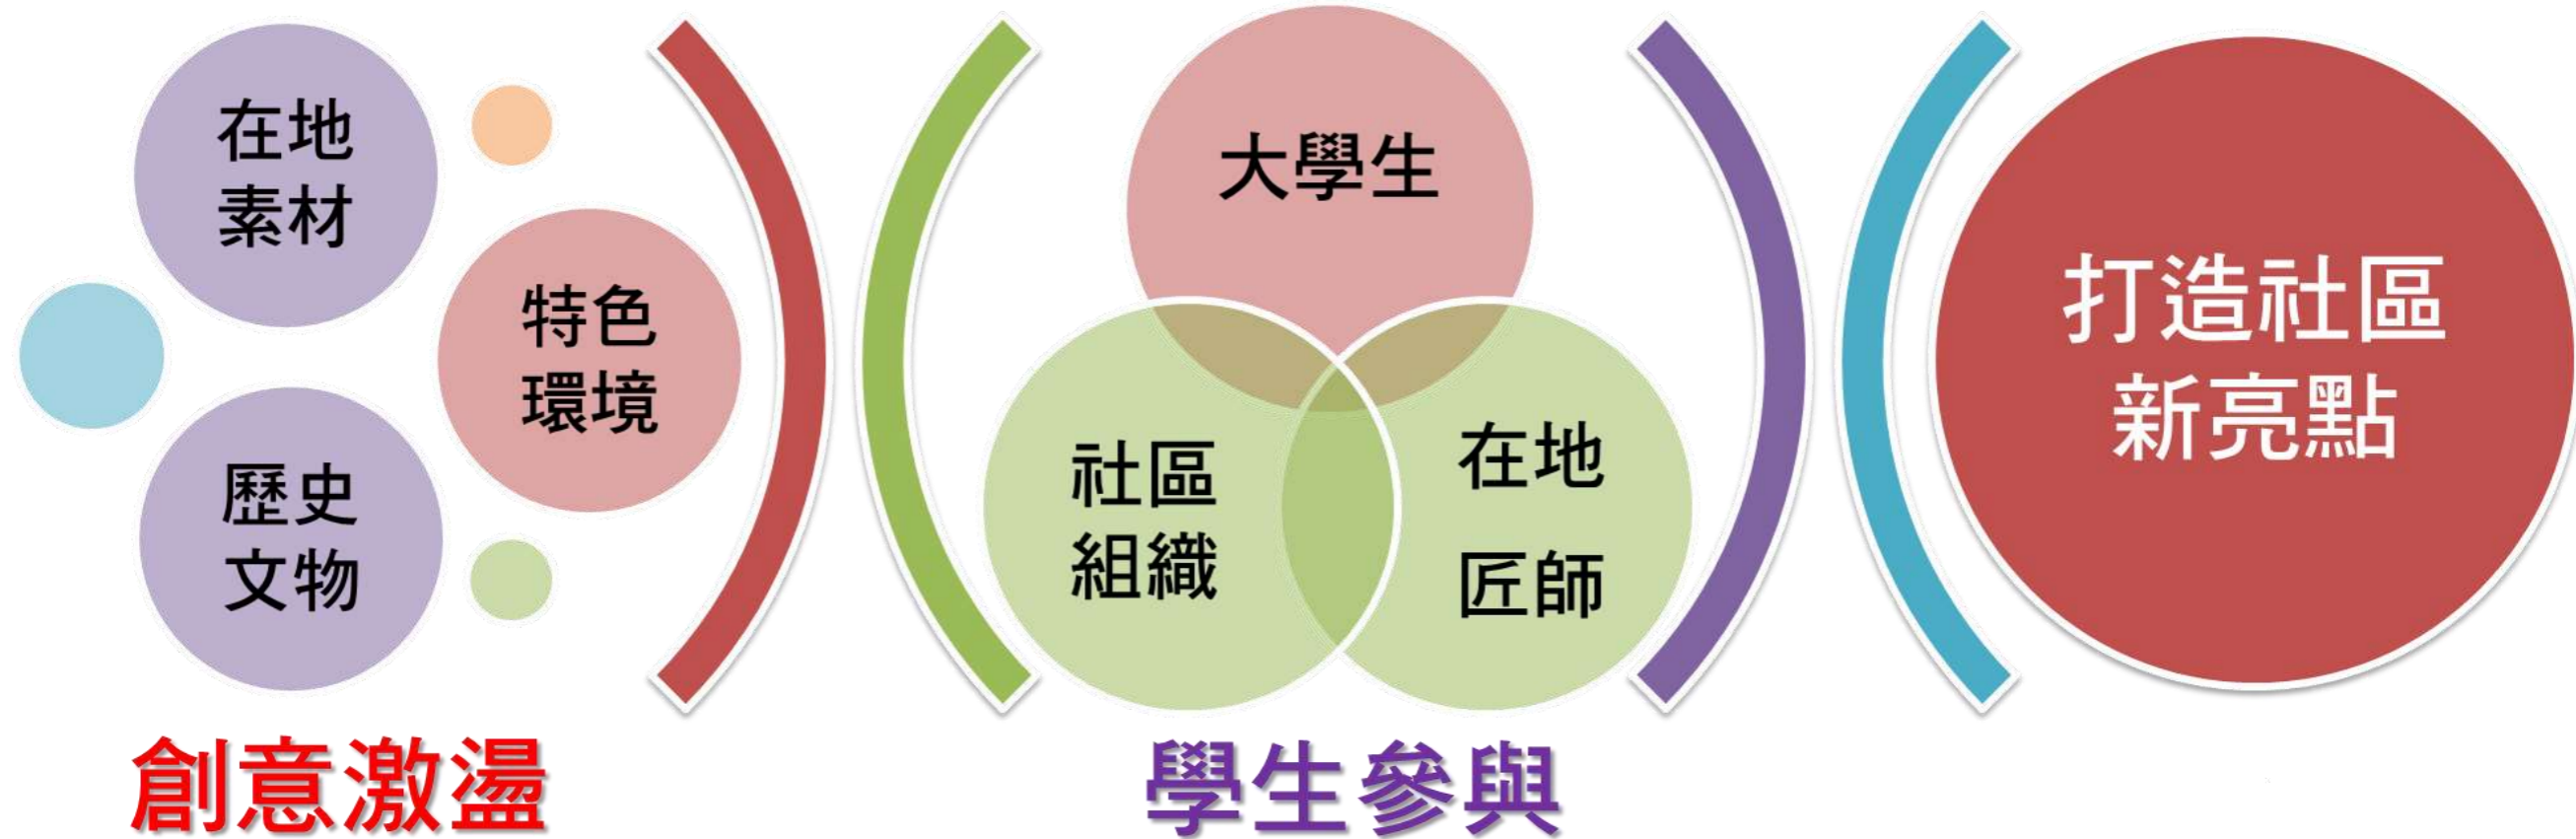 在地
素材
特色
環境
歷史
文物
創意激盪
大學生
社區
組織
在地
匠師
學生參與
打造社區
新亮點